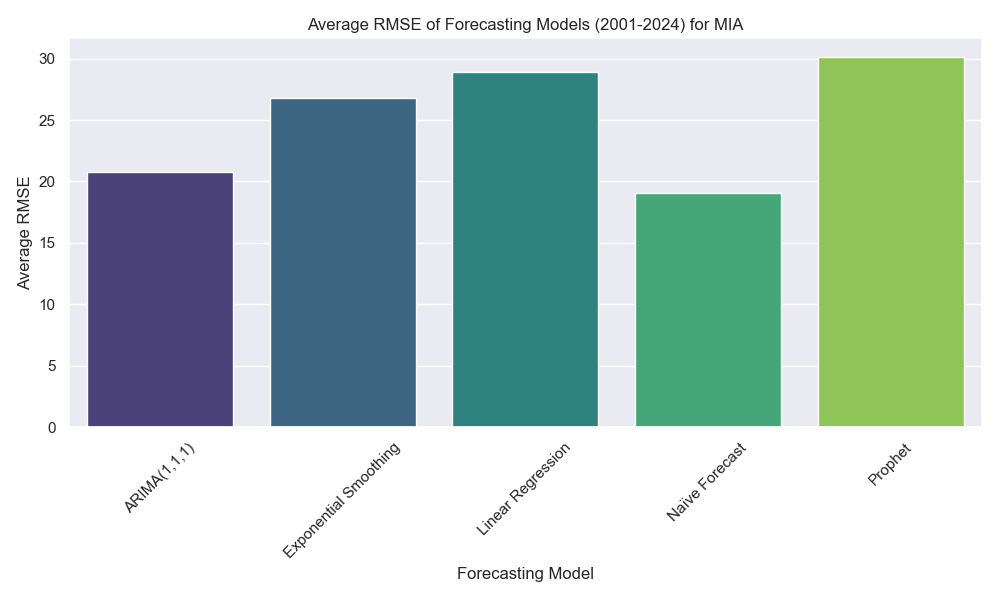 Average RMSE of Forecasting Models (2001-2024) for MIA
Average RMSE
30
25
20
15
10
5
0
ARIMA(1,1,1)
Exponential Smoothing
Linear Regression
Naïve Forecast
Prophet
Forecasting Model